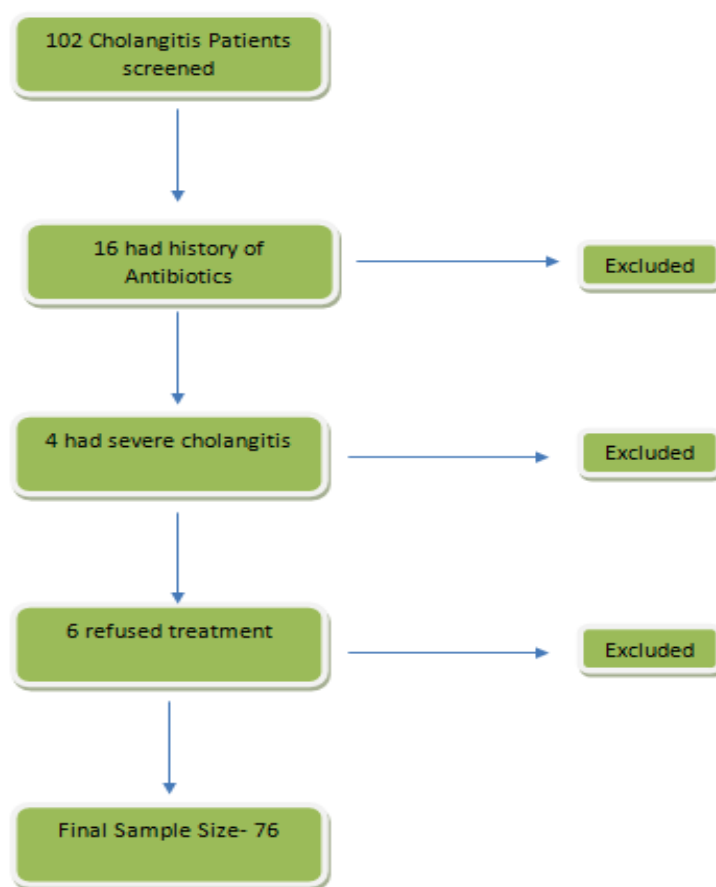 102 Cholangitis Patients
screened
16 had history of
Antibiotics
Excluded
4 had severe cholangitis
Excluded
6 refused treatment
Excluded
Final Sample Size- 76